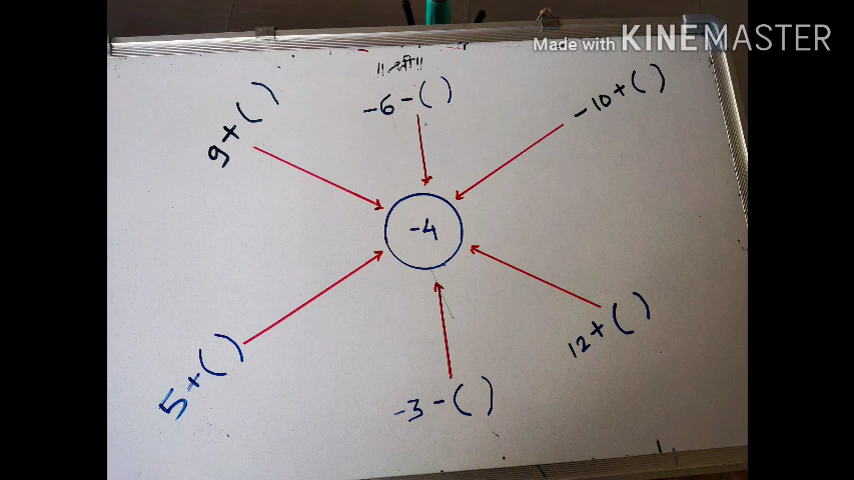 Made with KINEMASTER
॥ श्री ॥
9 + ( )
-6 - ( )
-10 + ( )
-4
5 + ( )
-3 - ( )
12 + ( )